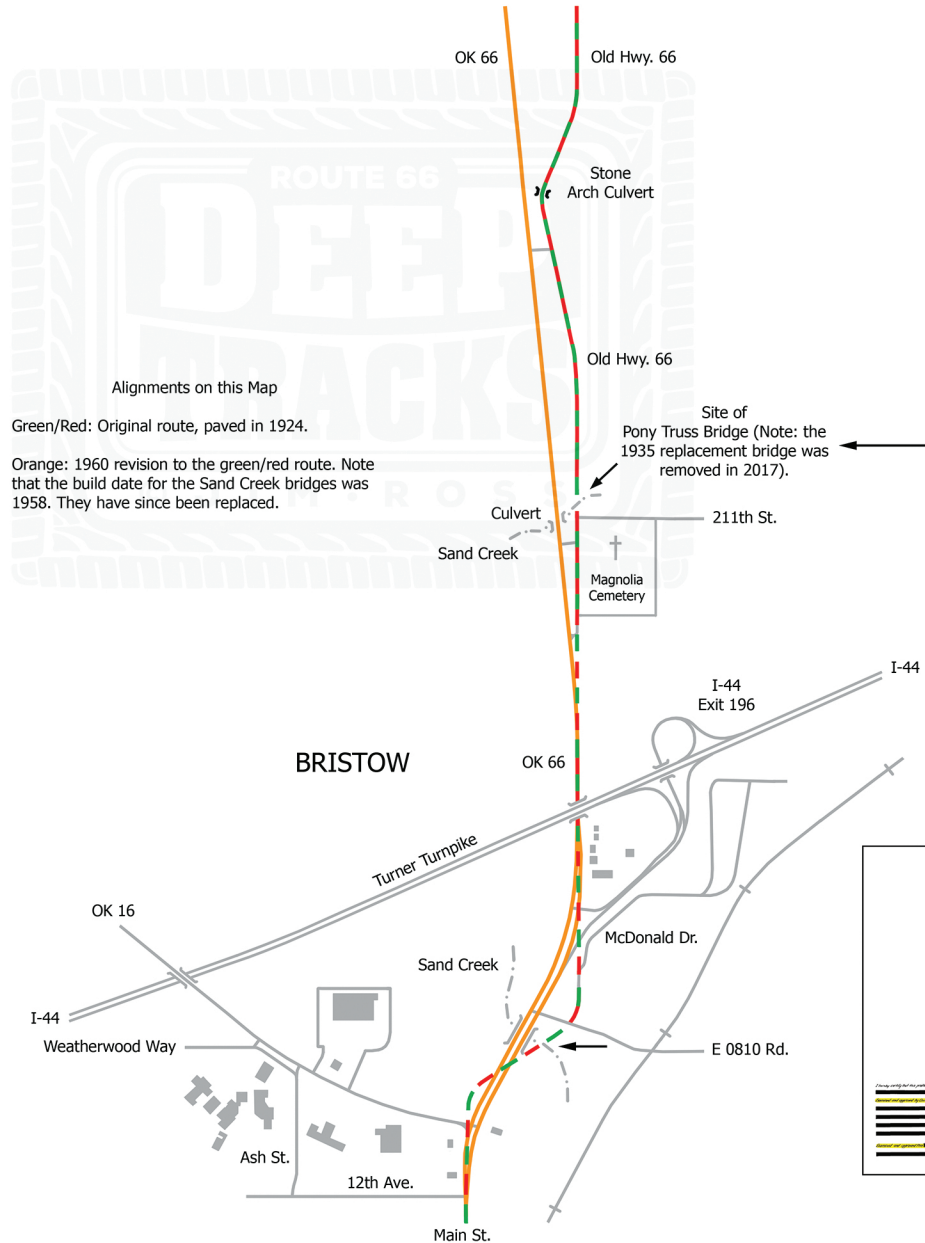 OK 66
Old Hwy. 66
ROUTE 66
DEEP
TRACKS
Stone
Arch Culvert
Old Hwy. 66
Alignments on this Map
Green/Red: Original route, paved in 1924.
Orange: 1960 revision to the green/red route. Note
that the build date for the Sand Creek bridges was
1958. They have since been replaced.
Site of
Pony Truss Bridge (Note: the
1935 replacement bridge was
removed in 2017).
Culvert
211th St.
Sand Creek
Magnolia
Cemetery
I-44
I-44
Exit 196
BRISTOW
OK 66
Turner Turnpike
OK 16
McDonald Dr.
Sand Creek
I-44
Weatherwood Way
E 0810 Rd.
Ash St.
12th Ave.
Main St.